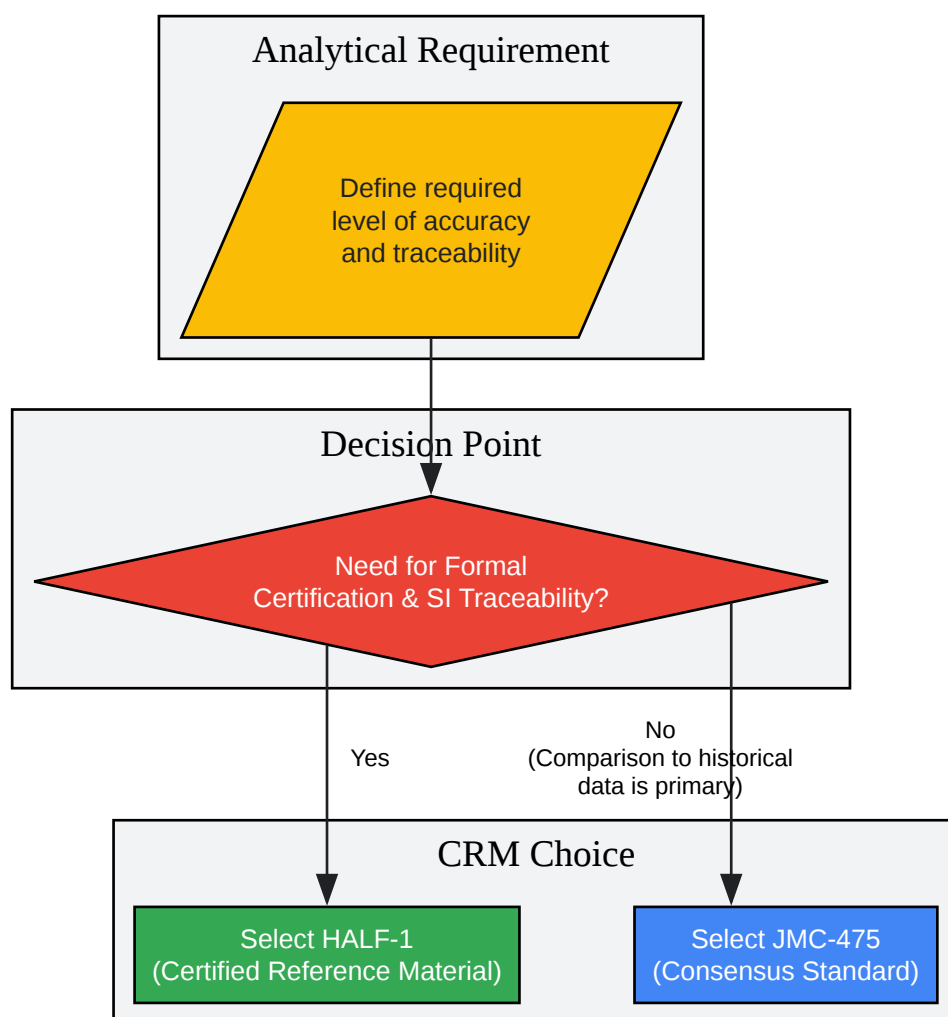 Analytical Requirement
Define required
level of accuracy
and traceability
Decision Point
Need for Formal
Certification & SI Traceability?
Yes
No
(Comparison to historical
data is primary)
CRM Choice
Select HALF-1
(Certified Reference Material)
Select JMC-475
(Consensus Standard)